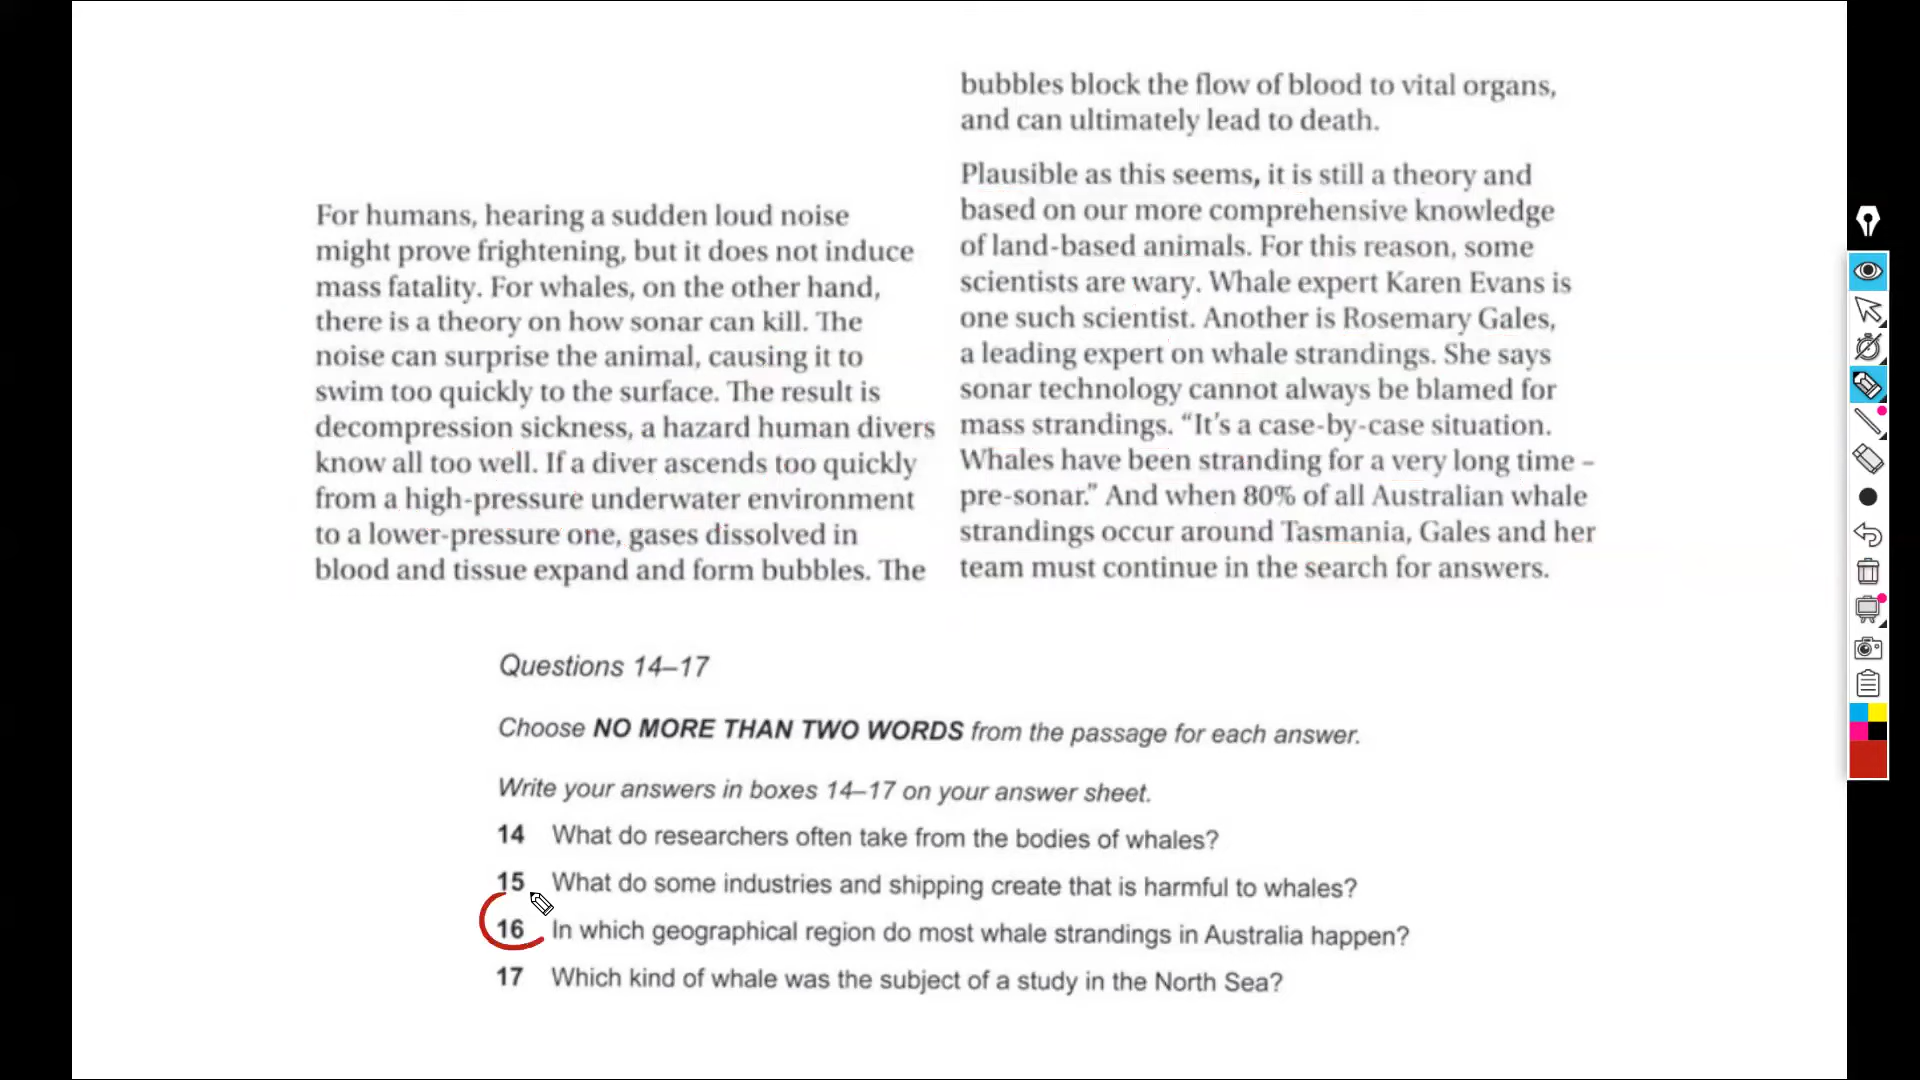 For humans, hearing a sudden loud noise
might prove frightening, but it does not induce
mass fatality. For whales, on the other hand,
there is a theory on how sonar can kill. The
noise can surprise the animal, causing it to
swim too quickly to the surface. The result is
decompression sickness, a hazard human divers
know all too well. If a diver ascends too quickly
from a high-pressure underwater environment
to a lower-pressure one, gases dissolved in
blood and tissue expand and form bubbles. The
bubbles block the flow of blood to vital organs,
and can ultimately lead to death.
Plausible as this seems, it is still a theory and
based on our more comprehensive knowledge
of land-based animals. For this reason, some
scientists are wary. Whale expert Karen Evans is
one such scientist. Another is Rosemary Gales,
a leading expert on whale strandings. She says
sonar technology cannot always be blamed for
mass strandings. “It’s a case-by-case situation.
Whales have been stranding for a very long time –
pre-sonar.” And when 80% of all Australian whale
strandings occur around Tasmania, Gales and her
team must continue in the search for answers.
Questions 14–17
Choose NO MORE THAN TWO WORDS from the passage for each answer.
Write your answers in boxes 14–17 on your answer sheet.
14 What do researchers often take from the bodies of whales?
15 What do some industries and shipping create that is harmful to whales?
16 In which geographical region do most whale strandings in Australia happen?
17 Which kind of whale was the subject of a study in the North Sea?